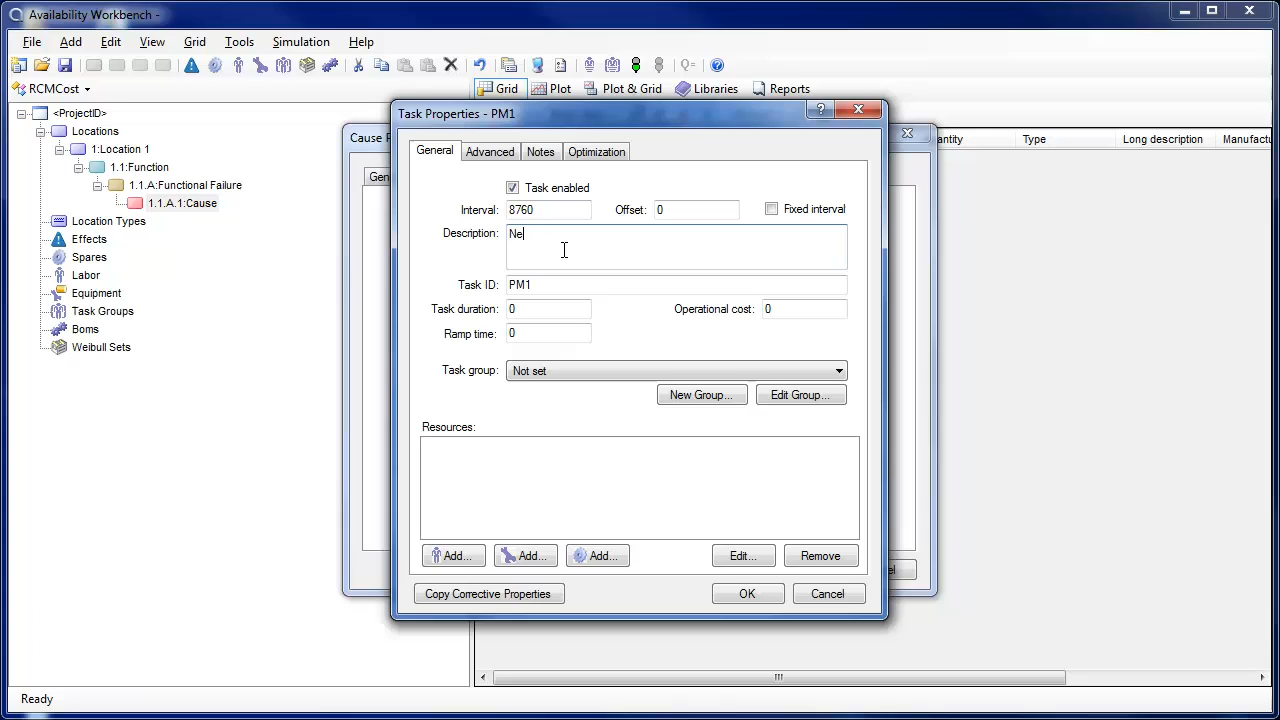 Availability Workbench -
File Add Edit View Grid Tools Simulation Help
RCMCost
Grid Plot Plot & Grid Libraries Reports
<ProjectID>
Locations
1:Location 1
1.1:Function
1.1.A:Functional Failure
1.1.A.1:Cause
Location Types
Effects
Spares
Labor
Equipment
Task Groups
Boms
Weibull Sets
Cause P
Gen
Task Properties - PM1
General Advanced Notes Optimization
Task enabled
Interval: 8760 Offset: 0 Fixed interval
Description: Ne
Task ID: PM1
Task duration: 0 Operational cost: 0
Ramp time: 0
Task group: Not set
New Group... Edit Group...
Resources:
Add... Add... Add... Edit... Remove
Copy Corrective Properties OK Cancel
el
antity Type Long description Manufactu
Ready